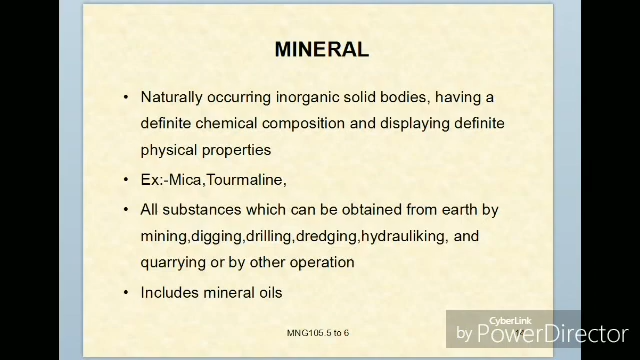 MINERAL
• Naturally occurring inorganic solid bodies, having a
definite chemical composition and displaying definite
physical properties
• Ex:-Mica,Tourmaline,
• All substances which can be obtained from earth by
mining,digging,drilling,dredging,hydrauliking, and
quarrying or by other operation
• Includes mineral oils
MNG105.5 to 6
CyberLink
by PowerDirector